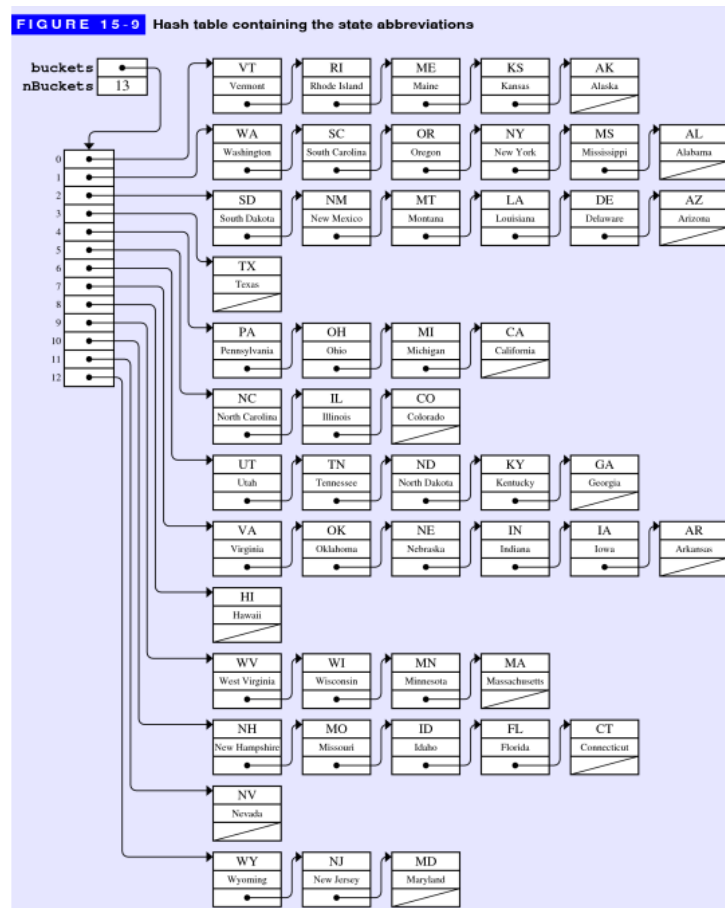 FIGURE 15-9 Hash table containing the state abbreviations
buckets
nBuckets 13
VT RI ME KS AK
Vermont Rhode Island Maine Kansas Alaska
WA SC OR NY MS AL
Washington South Carolina Oregon New York Mississippi Alabama
0
1
SD NM MT LA DE AZ
2
South Dakota New Mexico Montana Louisiana Delaware Arizona
3
4
5
TX
6
Texas
7
8
9
PA OH MI CA
10
Pennsylvania Ohio Michigan California
11
12
NC IL CO
North Carolina Illinois Colorado
UT TN ND KY GA
Utah Tennessee North Dakota Kentucky Georgia
VA OK NE IN IA AR
Virginia Oklahoma Nebraska Indiana Iowa Arkansas
HI
Hawaii
WV WI MN MA
West Virginia Wisconsin Minnesota Massachusetts
NH MO ID FL CT
New Hampshire Missouri Idaho Florida Connecticut
NV
Nevada
WY NJ MD
Wyoming New Jersey Maryland